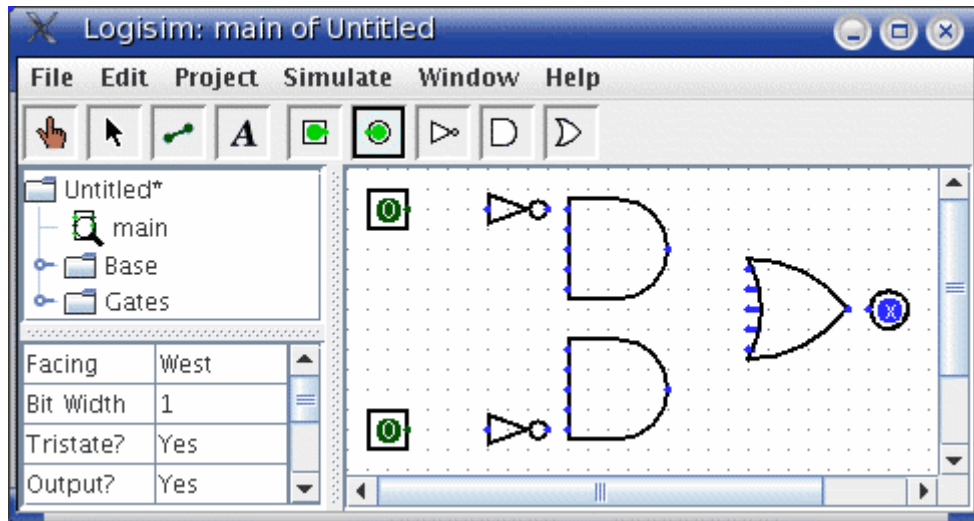 Logisim: main of Untitled
File Edit Project Simulate Window Help
A
Untitled*
main
Base
Gates
Facing West
Bit Width 1
Tristate? Yes
Output? Yes
0
0
x